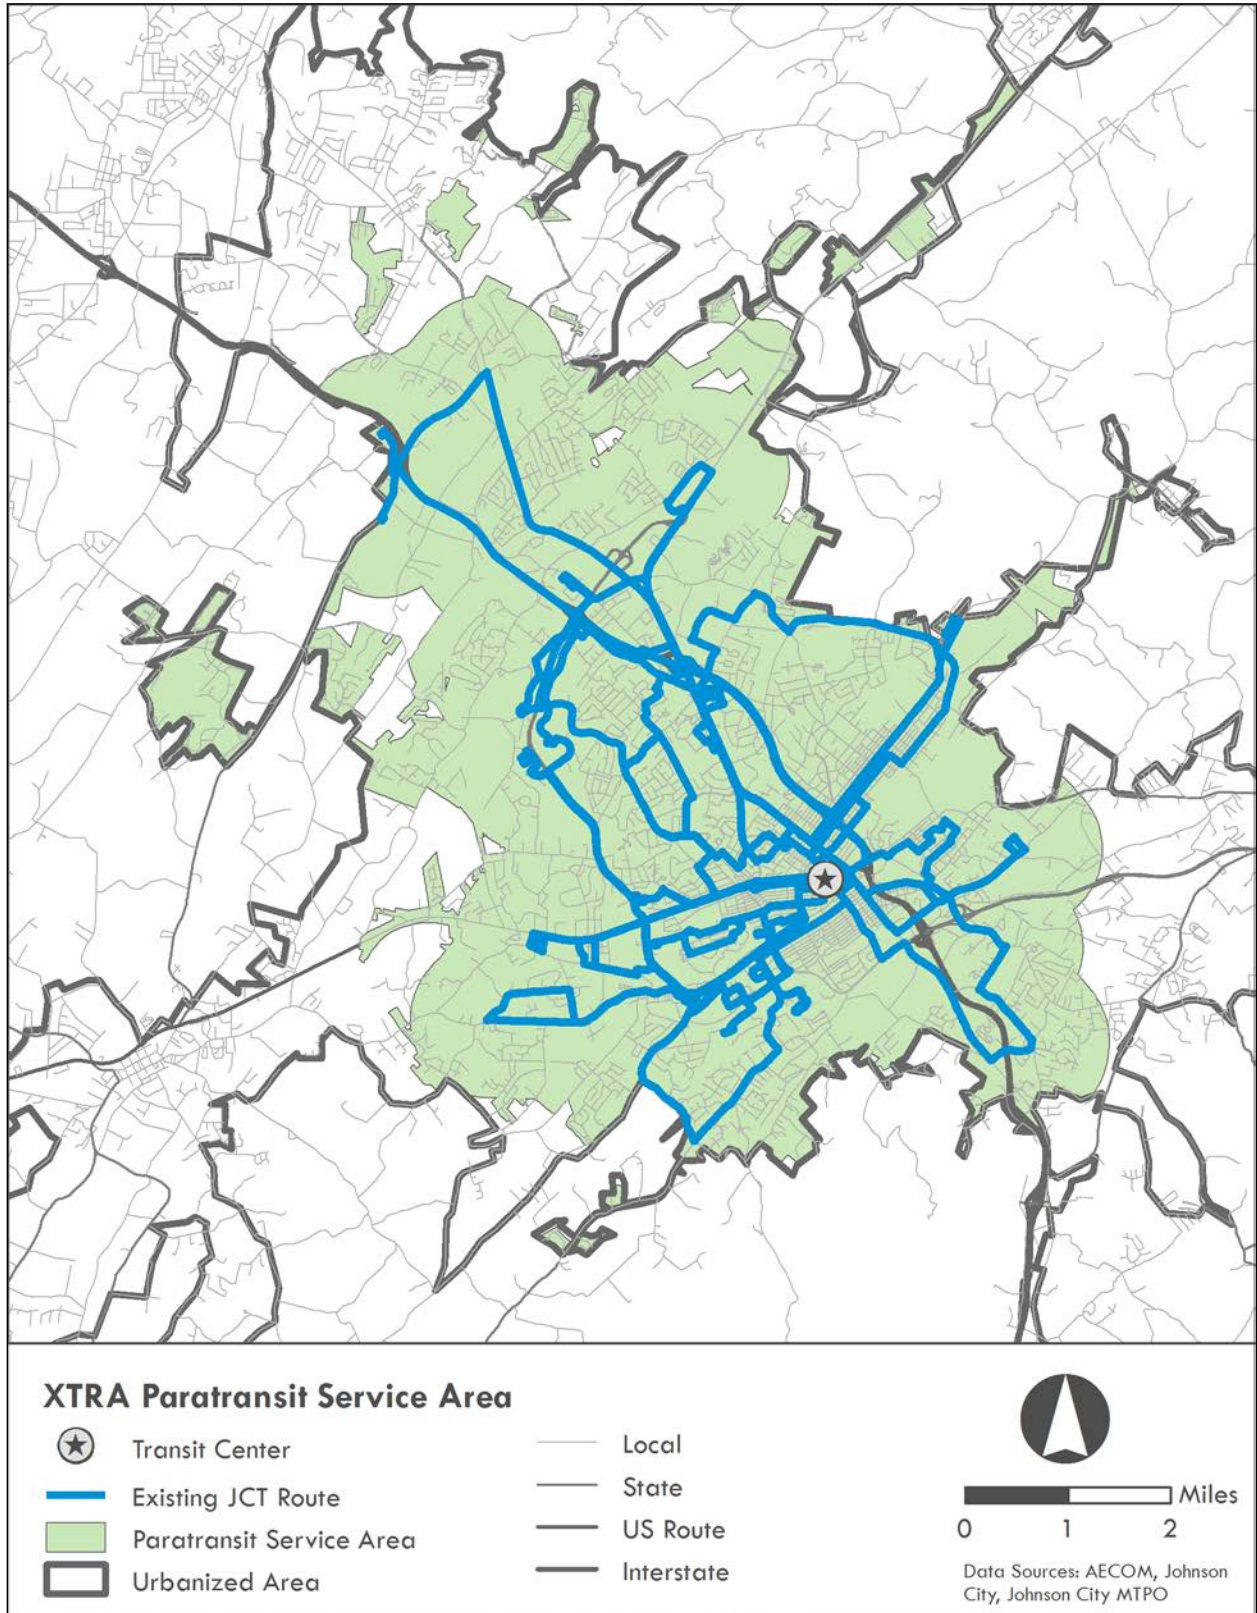 XTRA Paratransit Service Area
Transit Center
Existing JCT Route
Paratransit Service Area
Urbanized Area
Local
State
US Route
Interstate
Miles
0 1 2
Data Sources: AECOM, Johnson
City, Johnson City MTPO